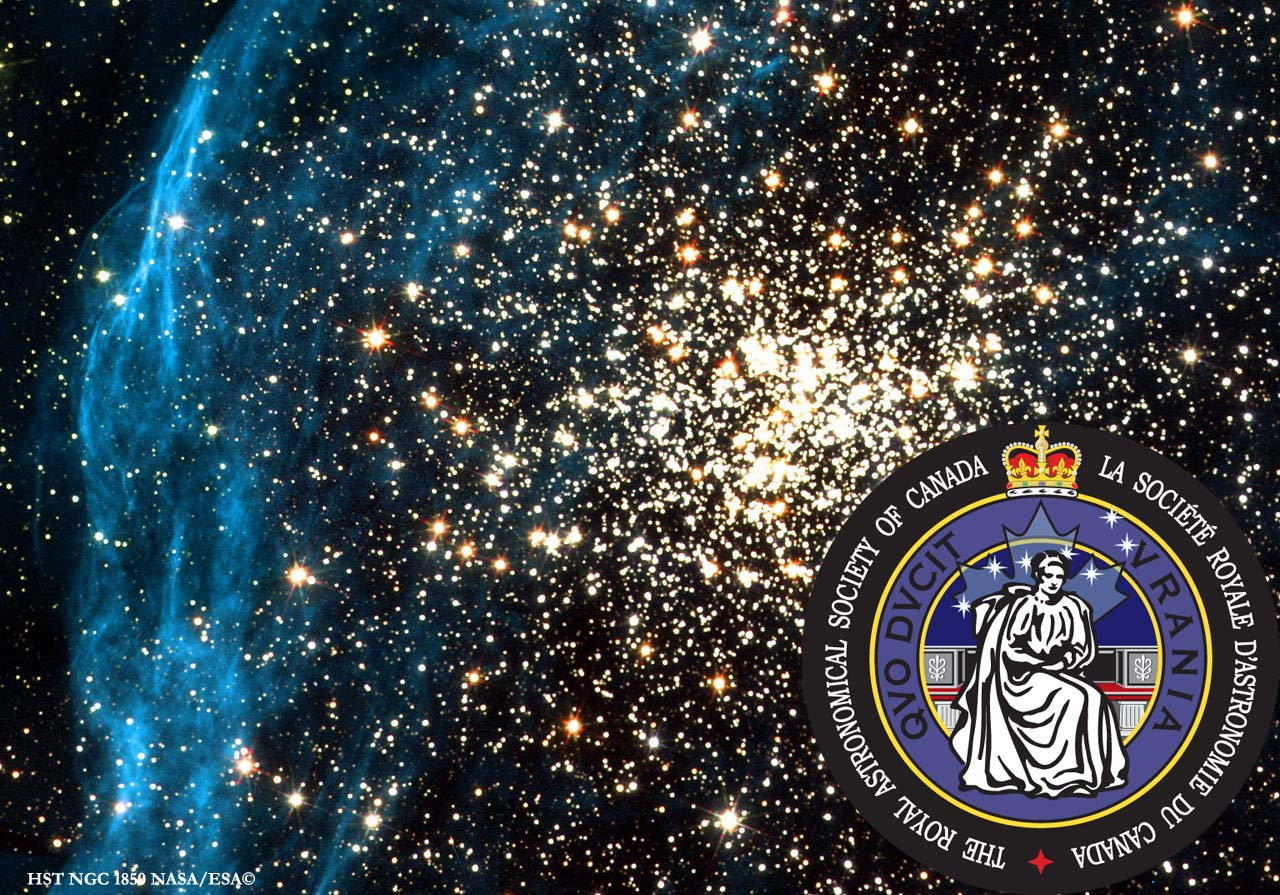 THE ROYAL ASTRONOMICAL SOCIETY OF CANADA
LA SOCIÉTÉ ROYALE D'ASTRONOMIE DU CANADA
QVO DVCIT VRANIA
HST NGC 1850 NASA/ESA©